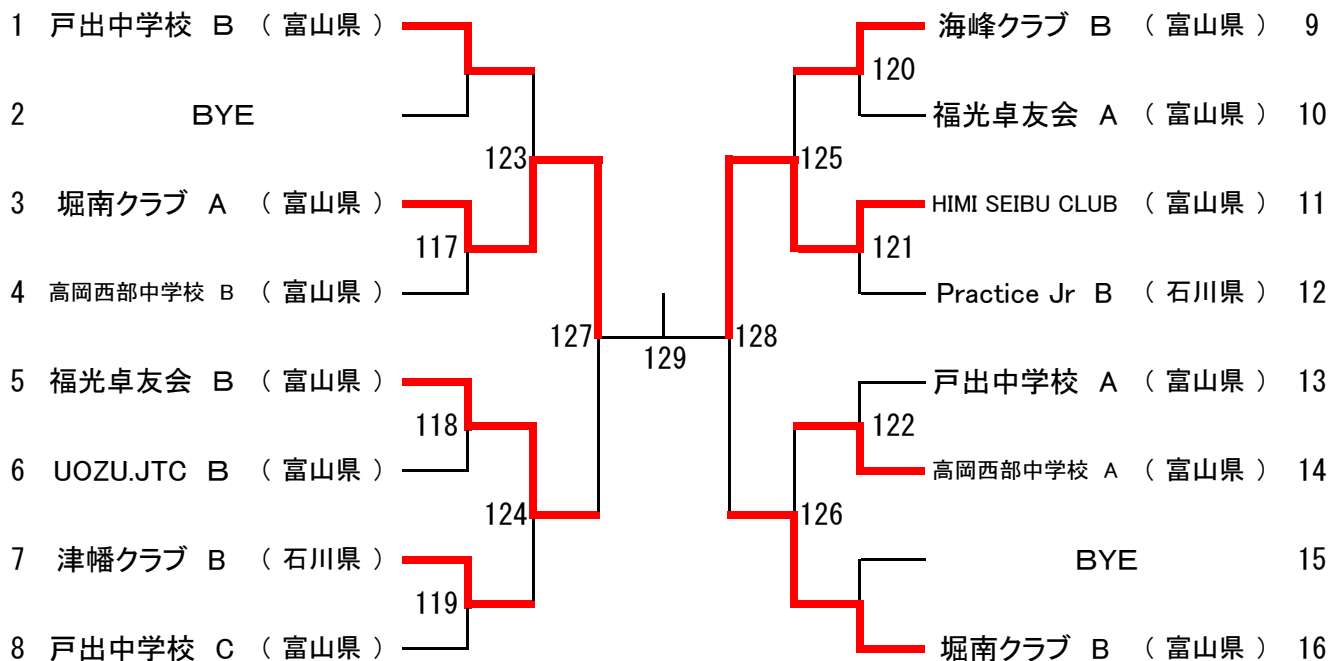 1 戸出中学校 B （ 富山県 ）
2 BYE
123
3 堀南クラブ A （ 富山県 ）
117
4 高岡西部中学校 B （ 富山県 ）
127
5 福光卓友会 B （ 富山県 ）
118
6 UOZU.JTC B （ 富山県 ）
124
7 津幡クラブ B （ 石川県 ）
119
8 戸出中学校 C （ 富山県 ）
129
海峰クラブ B （ 富山県 ） 9
120
福光卓友会 A （ 富山県 ） 10
125
HIMI SEIBU CLUB （ 富山県 ） 11
121
Practice Jr B （ 石川県 ） 12
128
戸出中学校 A （ 富山県 ） 13
122
高岡西部中学校 A （ 富山県 ） 14
126
BYE 15
堀南クラブ B （ 富山県 ） 16